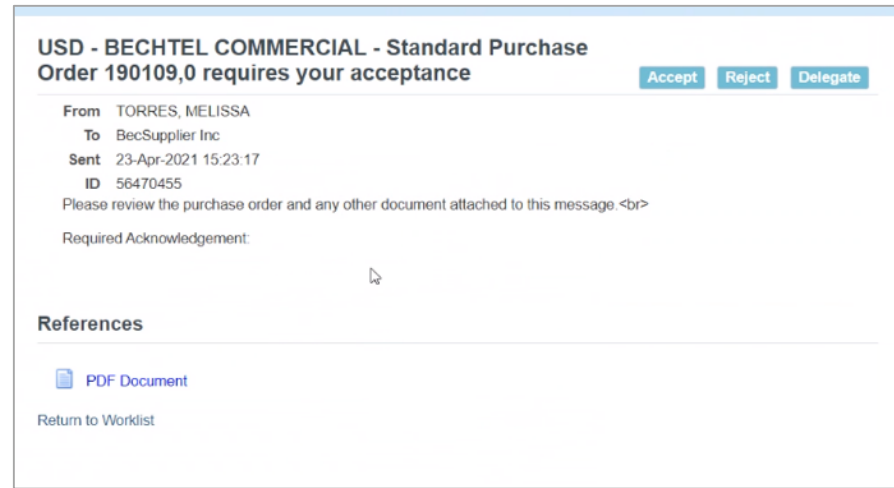 USD - BECHTEL COMMERCIAL - Standard Purchase
Order 190109,0 requires your acceptance
Accept Reject Delegate
From TORRES, MELISSA
To BecSupplier Inc
Sent 23-Apr-2021 15:23:17
ID 56470455
Please review the purchase order and any other document attached to this message.<br>
Required Acknowledgement:
References
PDF Document
Return to Worklist